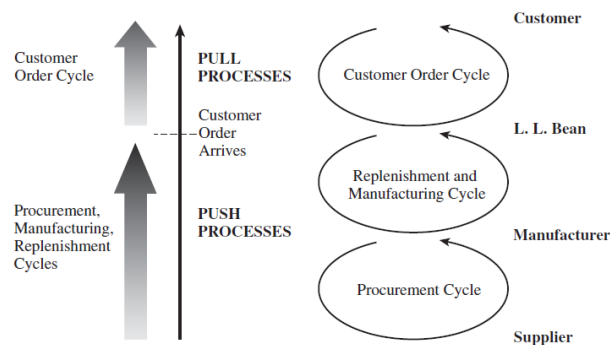 Customer
Order Cycle
PULL
PROCESSES
Customer
Order
Arrives
Procurement,
Manufacturing,
Replenishment
Cycles
PUSH
PROCESSES
Customer
Customer Order Cycle
L. L. Bean
Replenishment and
Manufacturing Cycle
Manufacturer
Procurement Cycle
Supplier